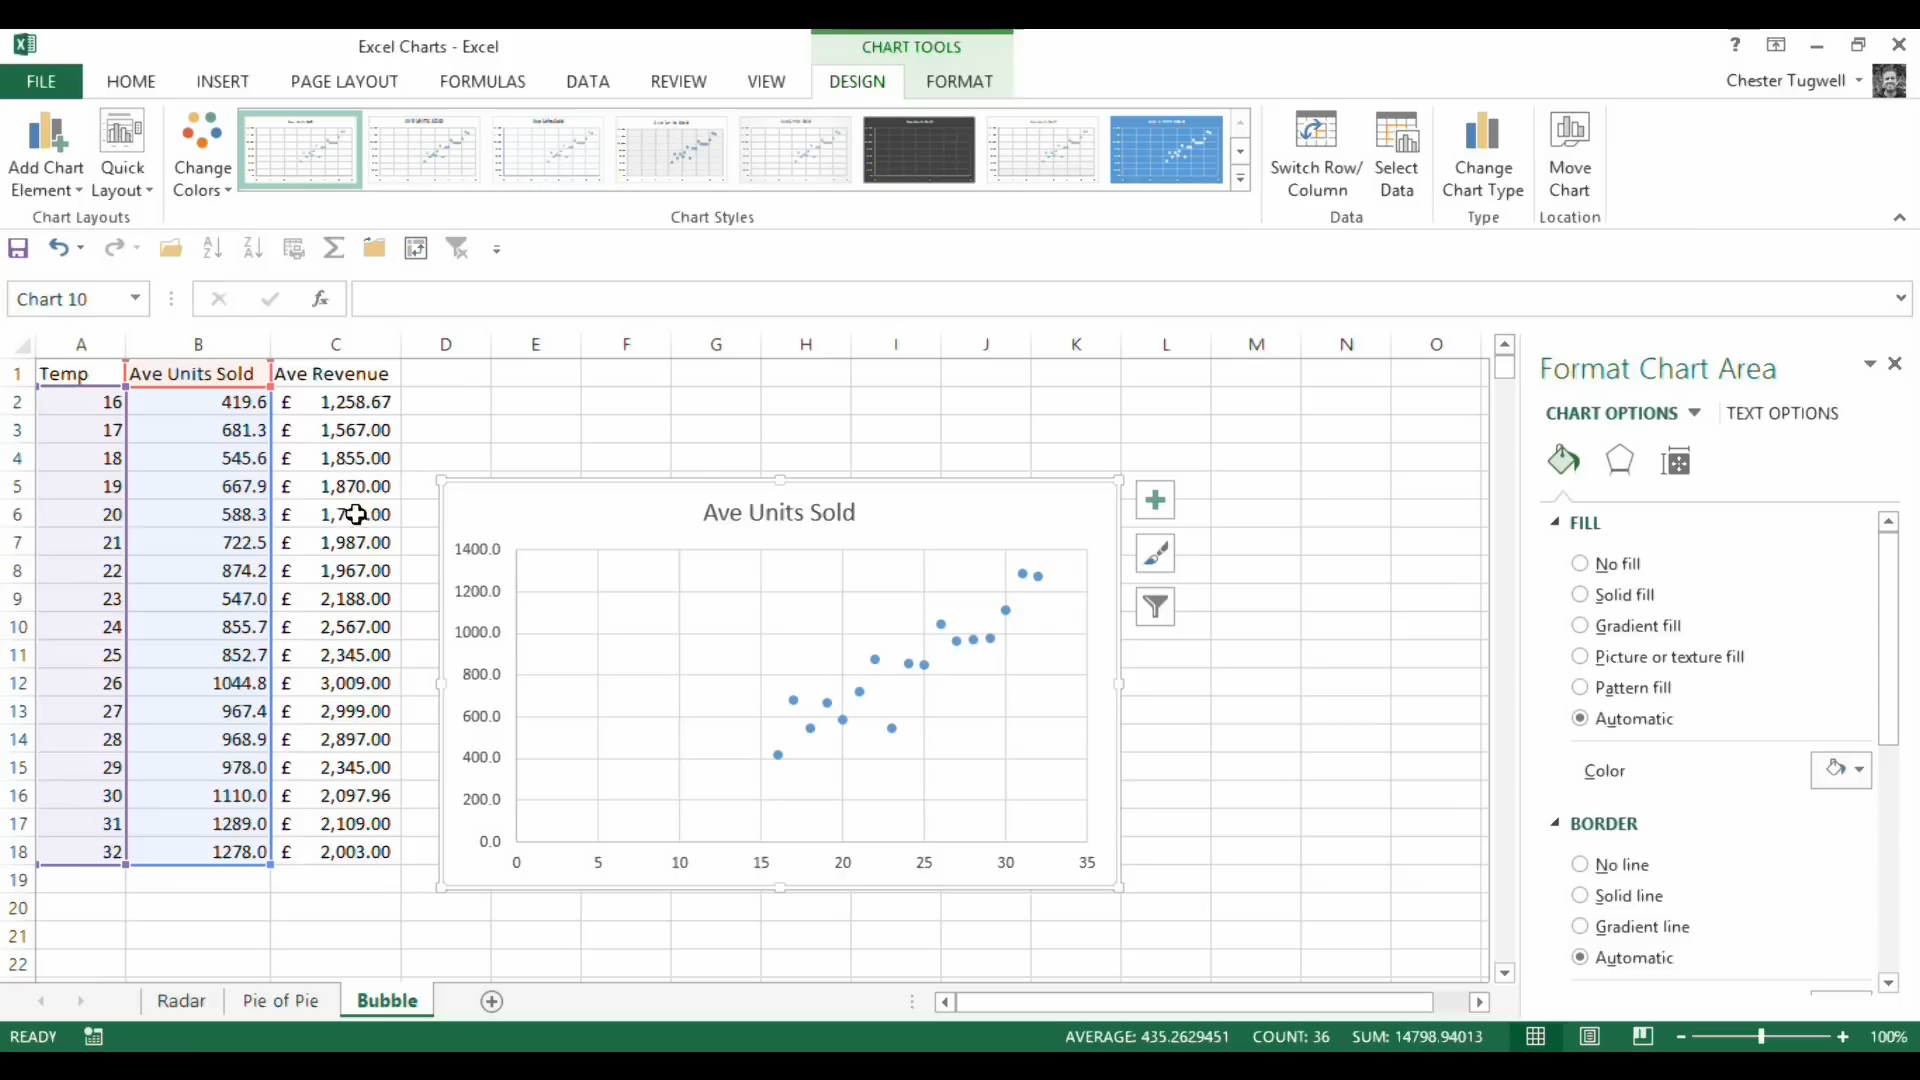 Excel Charts - Excel
CHART TOOLS
?
FILE HOME INSERT PAGE LAYOUT FORMULAS DATA REVIEW VIEW DESIGN FORMAT
Chester Tugwell
Add Chart Element
Quick Layout
Change Colors
Switch Row/ Column
Select Data
Change Chart Type
Move Chart
Chart Layouts
Chart Styles
Data
Type
Location
Chart 10
fx
A B C D E F G H I J K L M N O
1 Temp Ave Units Sold Ave Revenue
2 16 419.6 £ 1,258.67
3 17 681.3 £ 1,567.00
4 18 545.6 £ 1,855.00
5 19 667.9 £ 1,870.00
6 20 588.3 £
7 21 722.5 £ 1,987.00
8 22 874.2 £ 1,967.00
9 23 547.0 £ 2,188.00
10 24 855.7 £ 2,567.00
11 25 852.7 £ 2,345.00
12 26 1044.8 £ 3,009.00
13 27 967.4 £ 2,999.00
14 28 968.9 £ 2,897.00
15 29 978.0 £ 2,345.00
16 30 1110.0 £ 2,097.96
17 31 1289.0 £ 2,109.00
18 32 1278.0 £ 2,003.00
19
20
21
22
Ave Units Sold
1400.0
1200.0
1000.0
800.0
600.0
400.0
200.0
0.0
0 5 10 15 20 25 30 35
Format Chart Area
CHART OPTIONS TEXT OPTIONS
FILL
No fill
Solid fill
Gradient fill
Picture or texture fill
Pattern fill
Automatic
Color
BORDER
No line
Solid line
Gradient line
Automatic
Radar Pie of Pie Bubble
READY
AVERAGE: 435.2629451 COUNT: 36 SUM: 14798.94013
100%